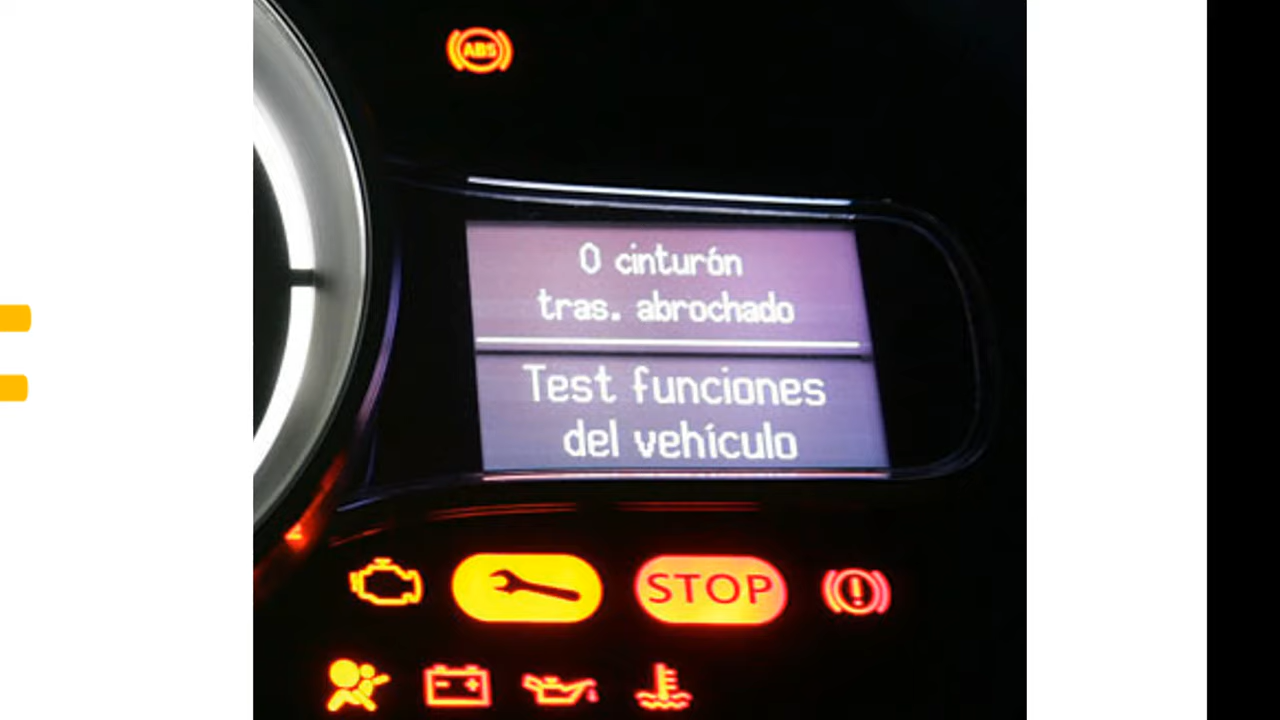 ABS
0 cinturón
tras. abrochado
Test funciones
del vehículo
STOP